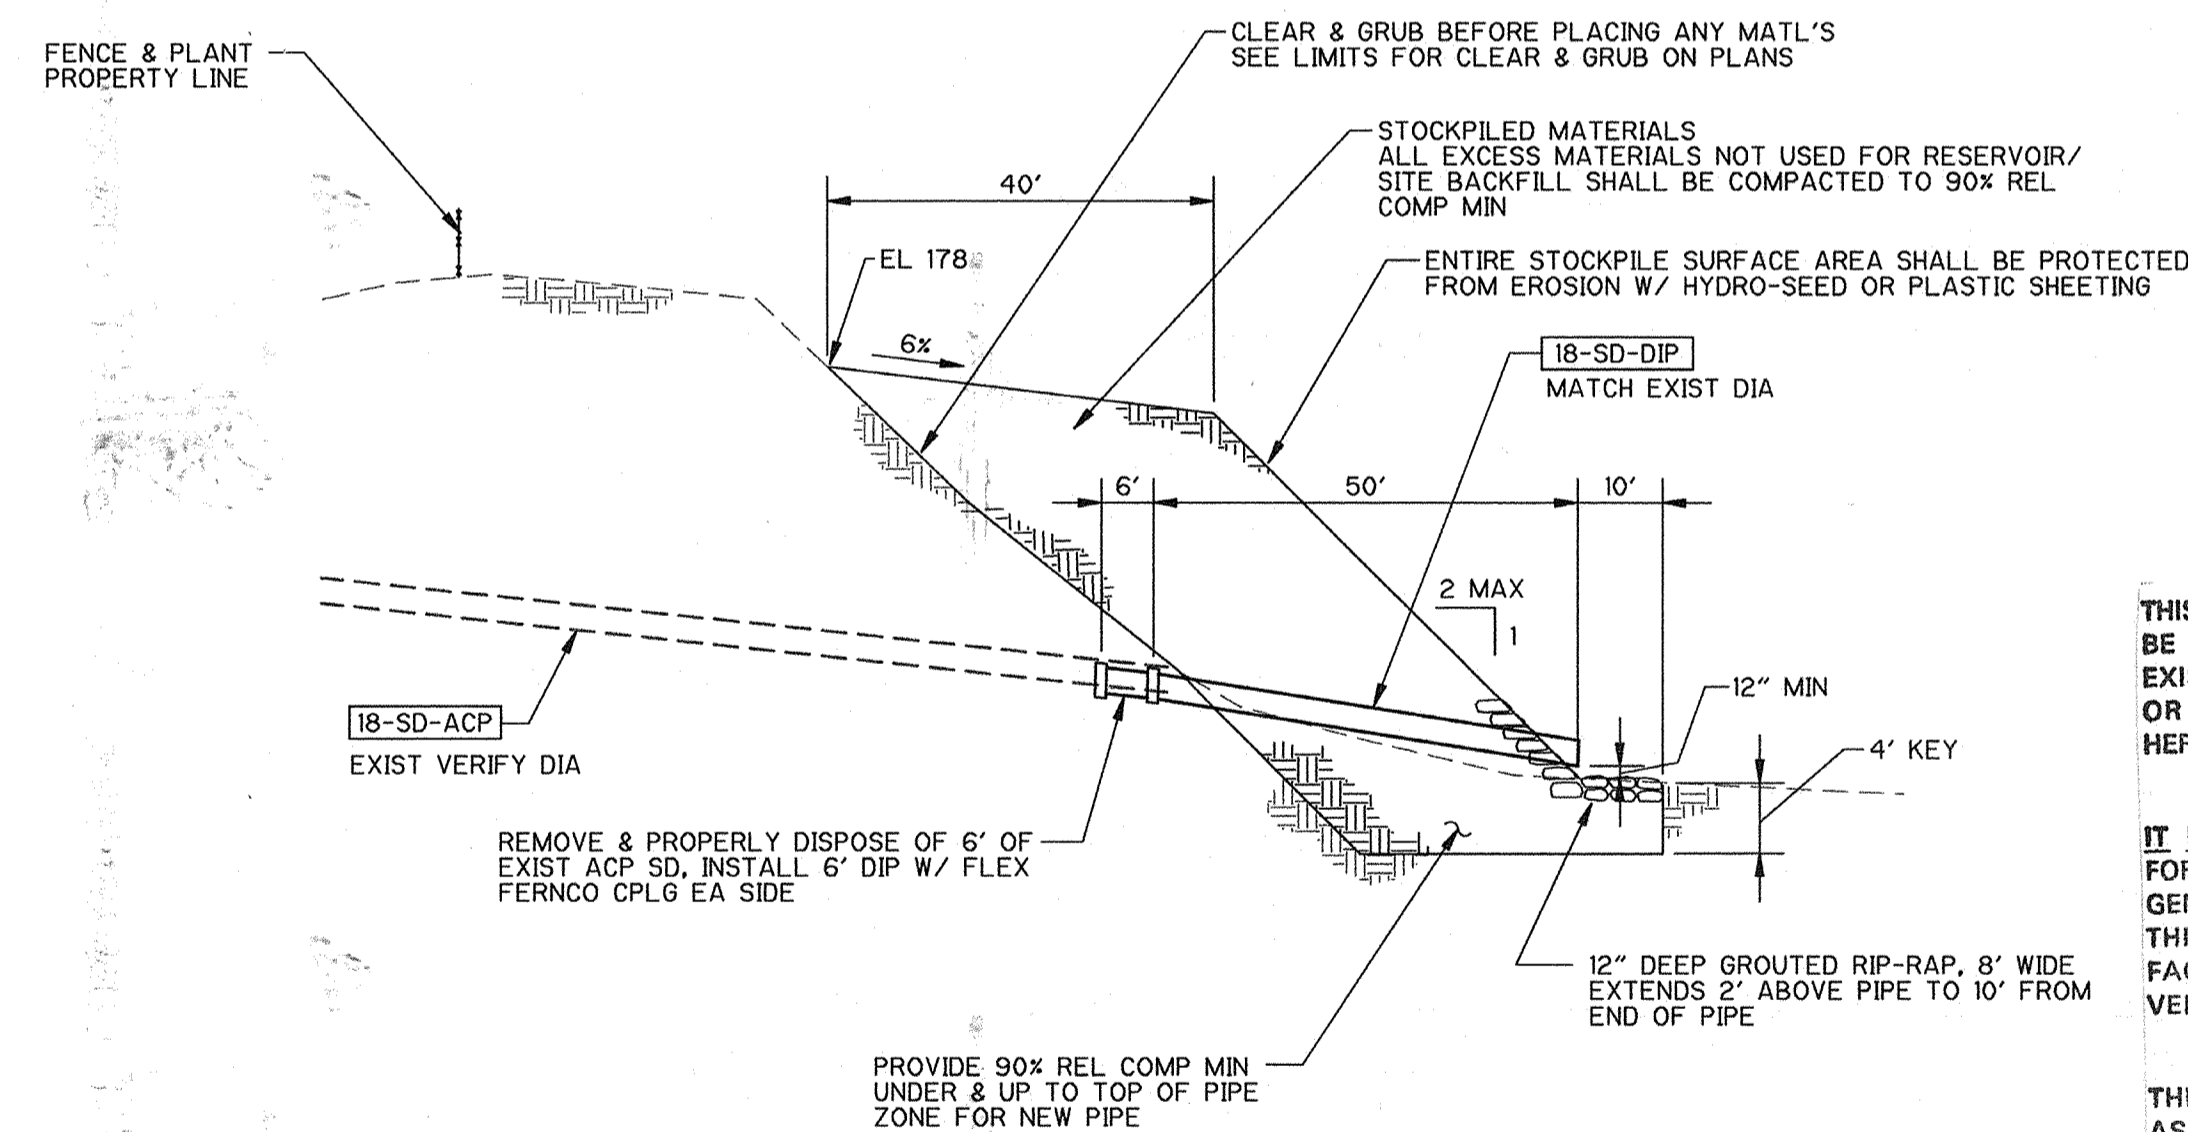 FENCE & PLANT
PROPERTY LINE
CLEAR & GRUB BEFORE PLACING ANY MATL'S
SEE LIMITS FOR CLEAR & GRUB ON PLANS
STOCKPILED MATERIALS
ALL EXCESS MATERIALS NOT USED FOR RESERVOIR/
SITE BACKFILL SHALL BE COMPACTED TO 90% REL
COMP MIN
40'
EL 178
ENTIRE STOCKPILE SURFACE AREA SHALL BE PROTECTED
FROM EROSION W/ HYDRO-SEED OR PLASTIC SHEETING
6%
18-SD-DIP
MATCH EXIST DIA
6'
50'
10'
2 MAX
1
12" MIN
4' KEY
18-SD-ACP
EXIST VERIFY DIA
REMOVE & PROPERLY DISPOSE OF 6' OF
EXIST ACP SD, INSTALL 6' DIP W/ FLEX
FERNCO CPLG EA SIDE
12" DEEP GROUTED RIP-RAP, 8' WIDE
EXTENDS 2' ABOVE PIPE TO 10' FROM
END OF PIPE
PROVIDE 90% REL COMP MIN
UNDER & UP TO TOP OF PIPE
ZONE FOR NEW PIPE
BE
OR
IT